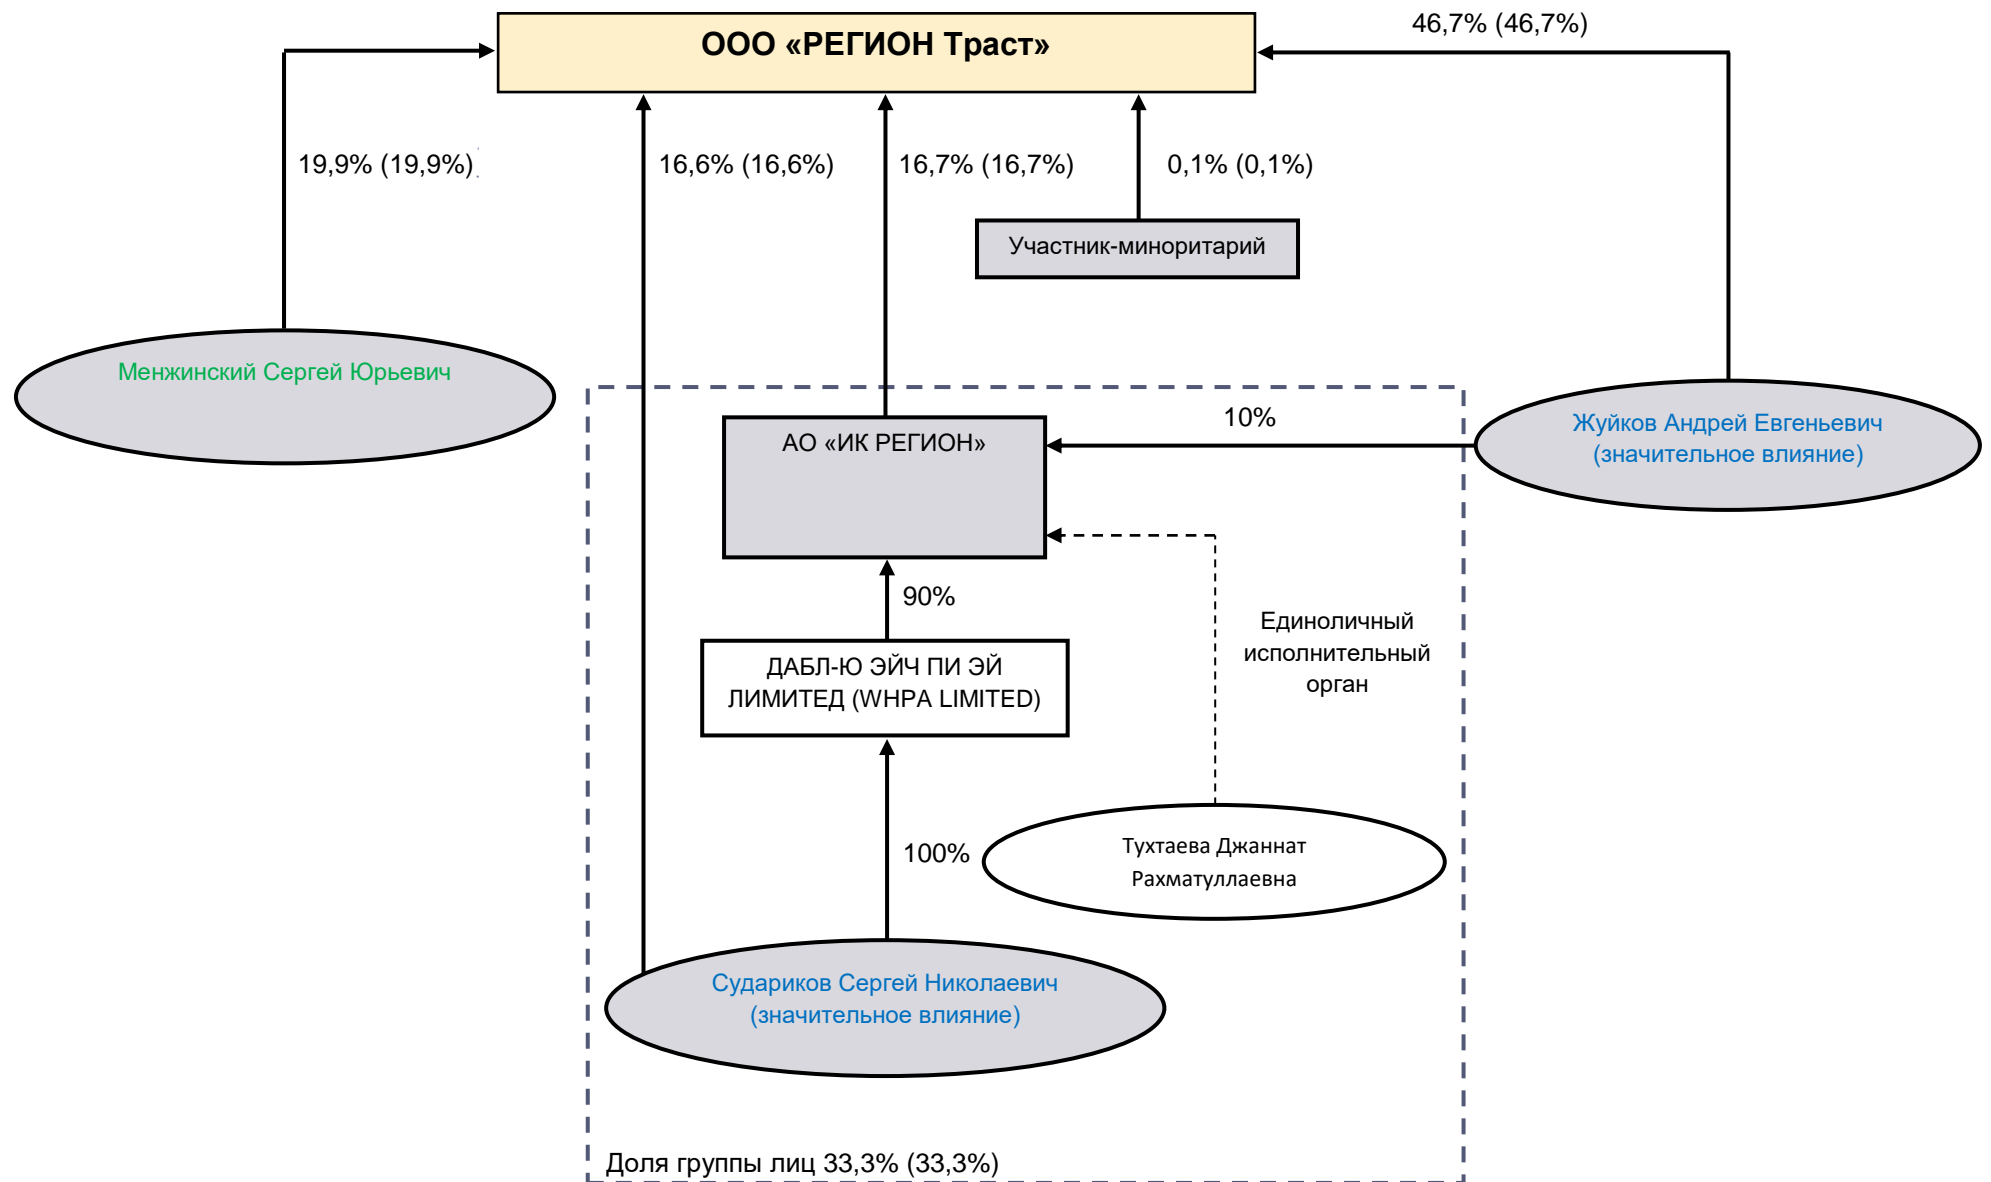 46,7% (46,7%)
ООО «РЕГИОН Траст»
19,9% (19,9%)
16,6% (16,6%)
16,7% (16,7%)
0,1% (0,1%)
Участник-миноритарий
Менжинский Сергей Юрьевич
10%
Жуйков Андрей Евгеньевич
(значительное влияние)
АО «ИК РЕГИОН»
90%
Единоличный
исполнительный
орган
ДАБЛ-Ю ЭЙЧ ПИ ЭЙ
ЛИМИТЕД (WHPA LIMITED)
100%
Тухтаева Джаннат
Рахматуллаевна
Судариков Сергей Николаевич
(значительное влияние)
Доля группы лиц 33,3% (33,3%)